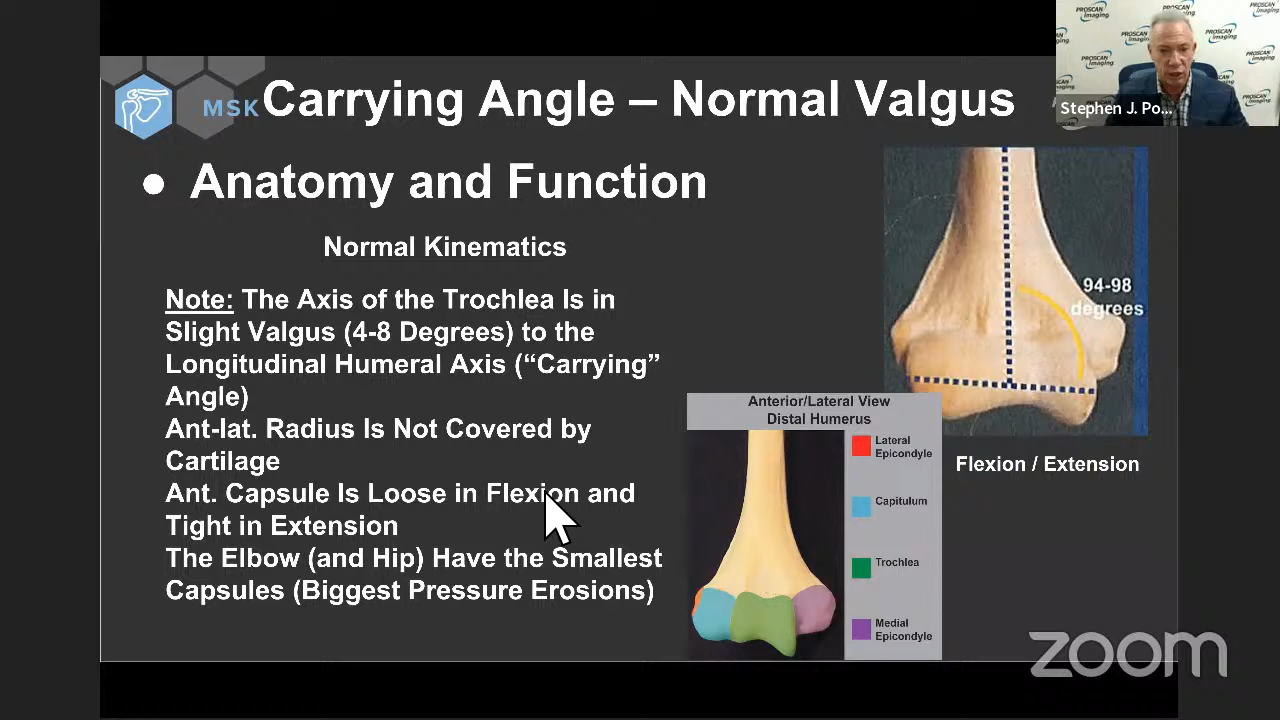 MSK
Carrying Angle – Normal Valgus
● Anatomy and Function
Normal Kinematics
Note: The Axis of the Trochlea Is in
Slight Valgus (4-8 Degrees) to the
Longitudinal Humeral Axis (“Carrying”
Angle)
Ant-lat. Radius Is Not Covered by
Cartilage
Ant. Capsule Is Loose in Flexion and
Tight in Extension
The Elbow (and Hip) Have the Smallest
Capsules (Biggest Pressure Erosions)
94-98
degrees
Flexion / Extension
Anterior/Lateral View
Distal Humerus
Lateral
Epicondyle
Capitulum
Trochlea
Medial
Epicondyle
PROSCAN
Imaging
Stephen J. Po...
zoom